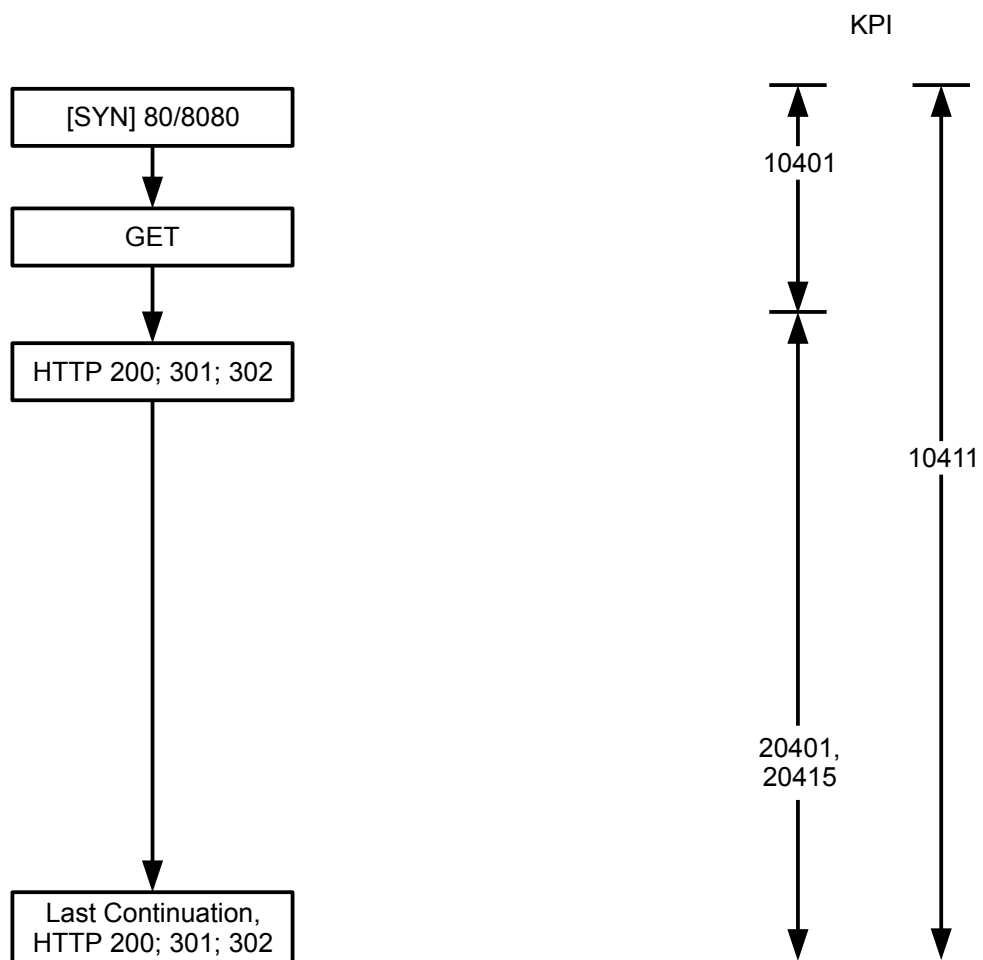 KPI
[SYN] 80/8080
10401
GET
HTTP 200; 301; 302
10411
20401,
20415
Last Continuation,
HTTP 200; 301; 302